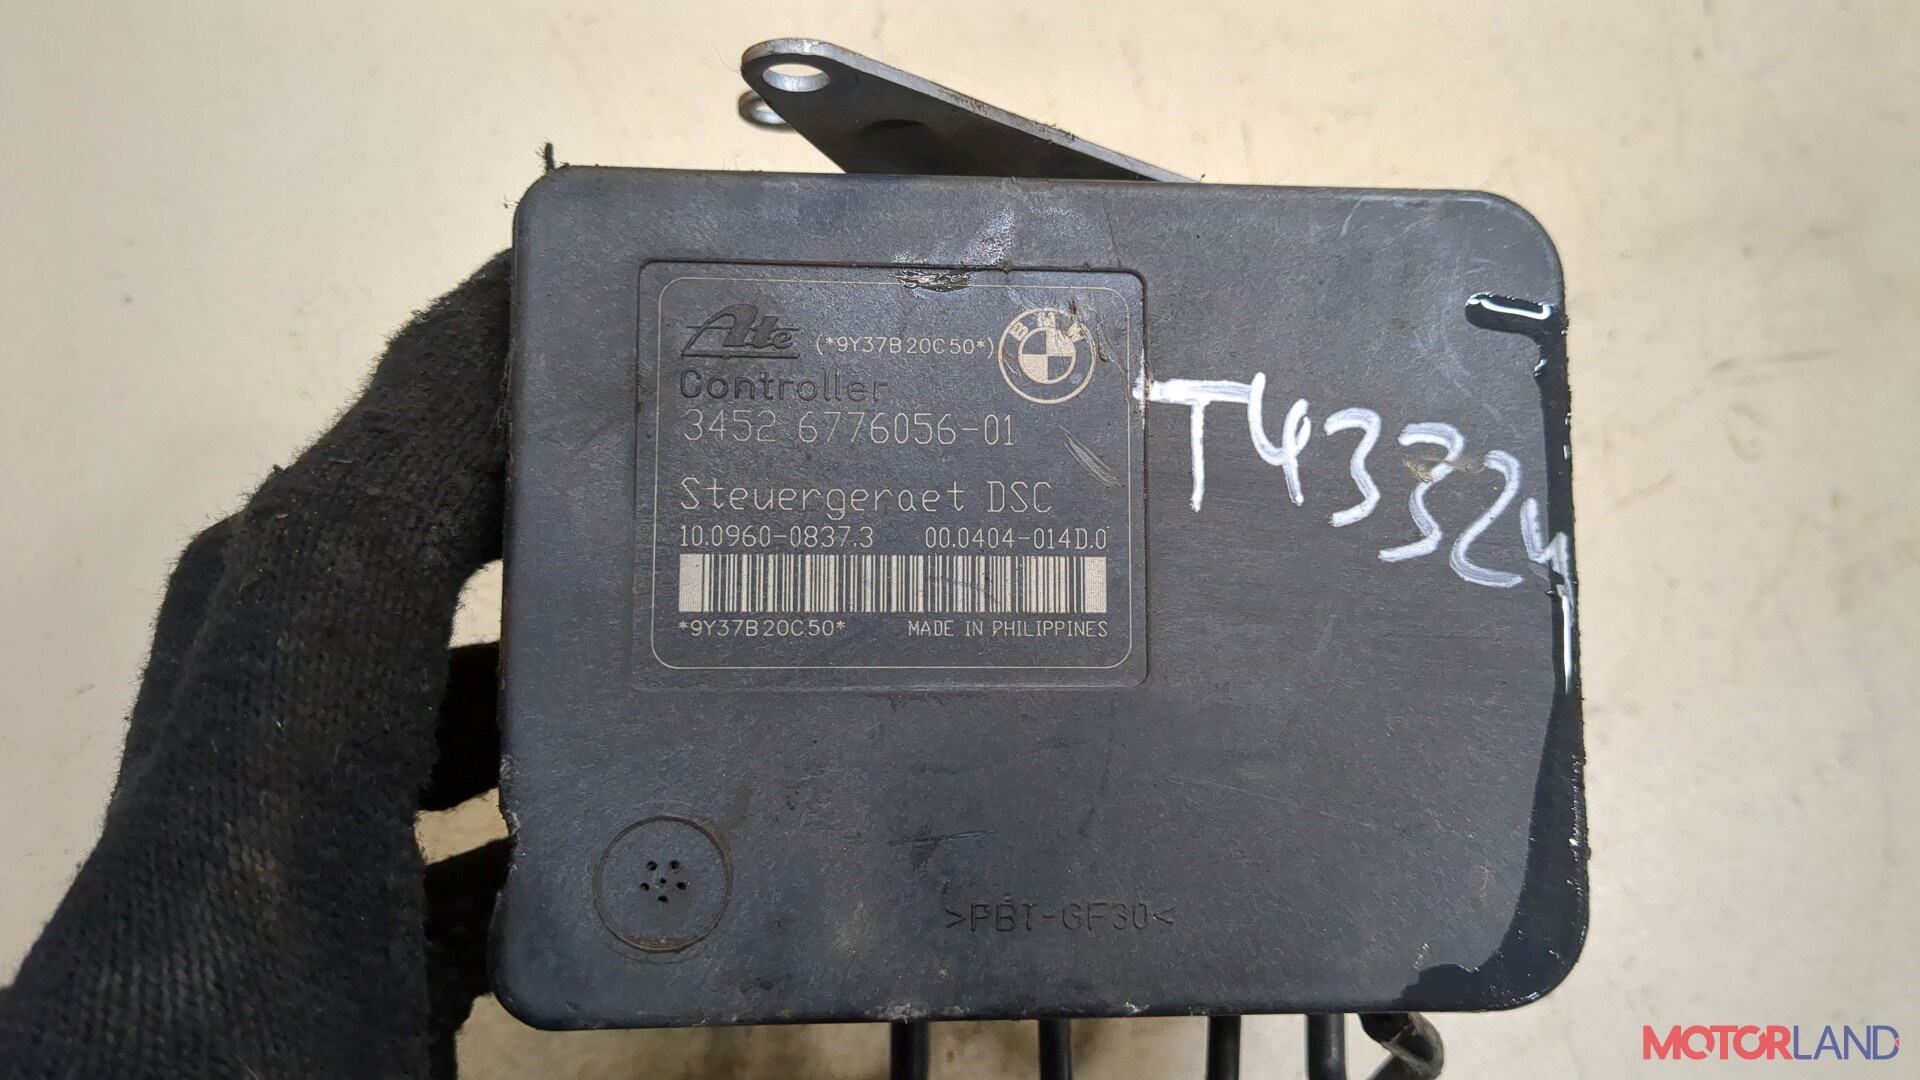 Ate (*9Y37B20C50*) BMW
Controller
3452 6776056-01
Steuergeraet DSC
10.0960-0837.3 00.0404-014D.0
*9Y37B20C50* MADE IN PHILIPPINES
T43324
>PBT-GF30<
MOTORLAND